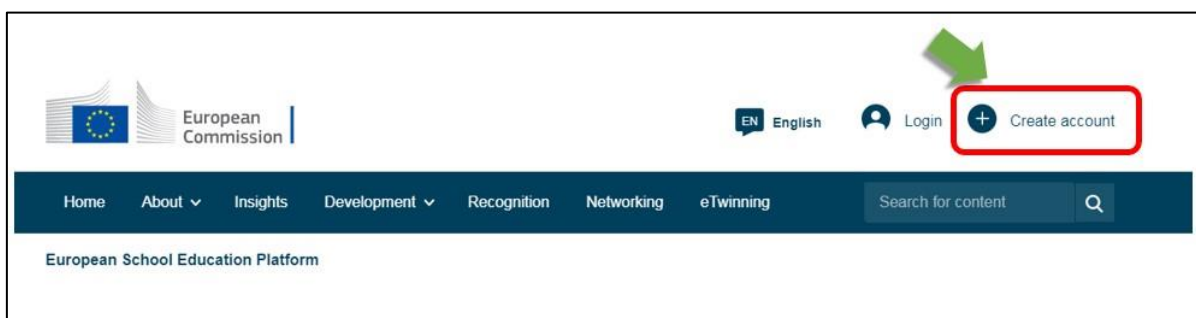 European
Commission
EN English
Login
Create account
Home About Insights Development Recognition Networking eTwinning Search for content
European School Education Platform